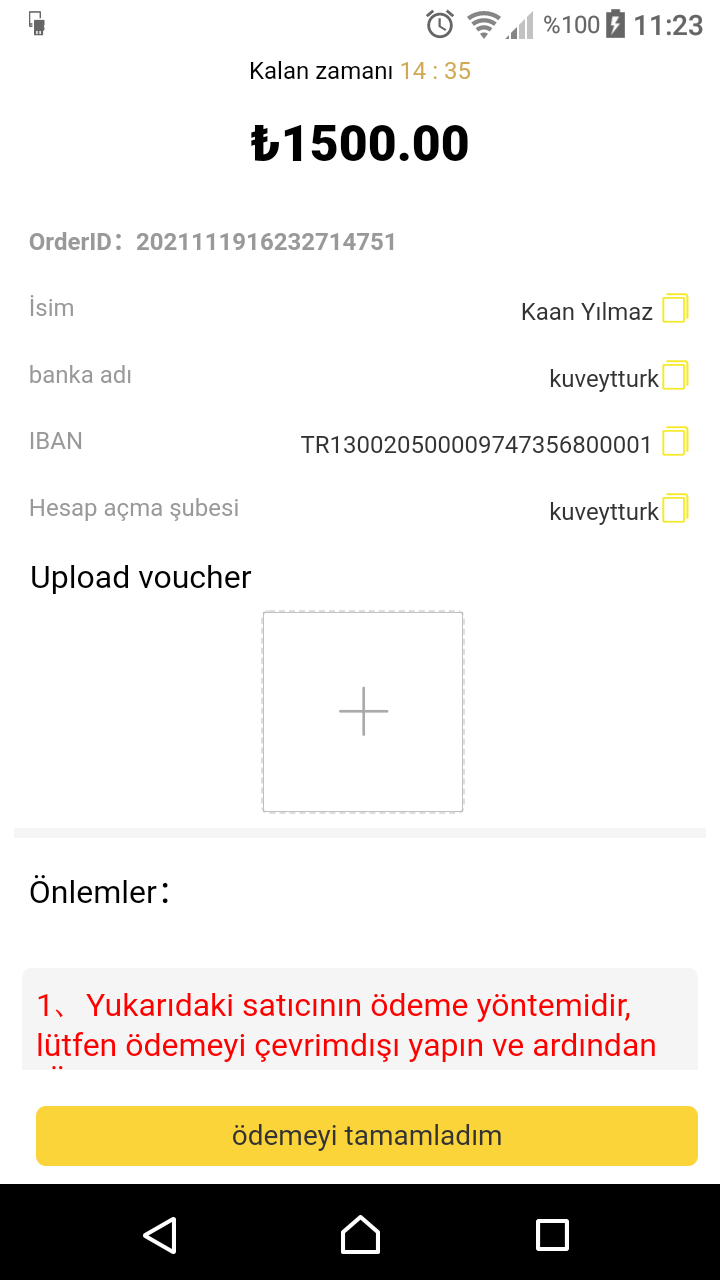 %100 11:23
Kalan zamanı 14 : 35
₺1500.00
OrderID：2021111916232714751
İsim Kaan Yılmaz
banka adı kuveytturk
IBAN TR130020500009747356800001
Hesap açma şubesi kuveytturk
Upload voucher
Önlemler：
1、 Yukarıdaki satıcının ödeme yöntemidir,
lütfen ödemeyi çevrimdışı yapın ve ardından
ödemeyi tamamladım